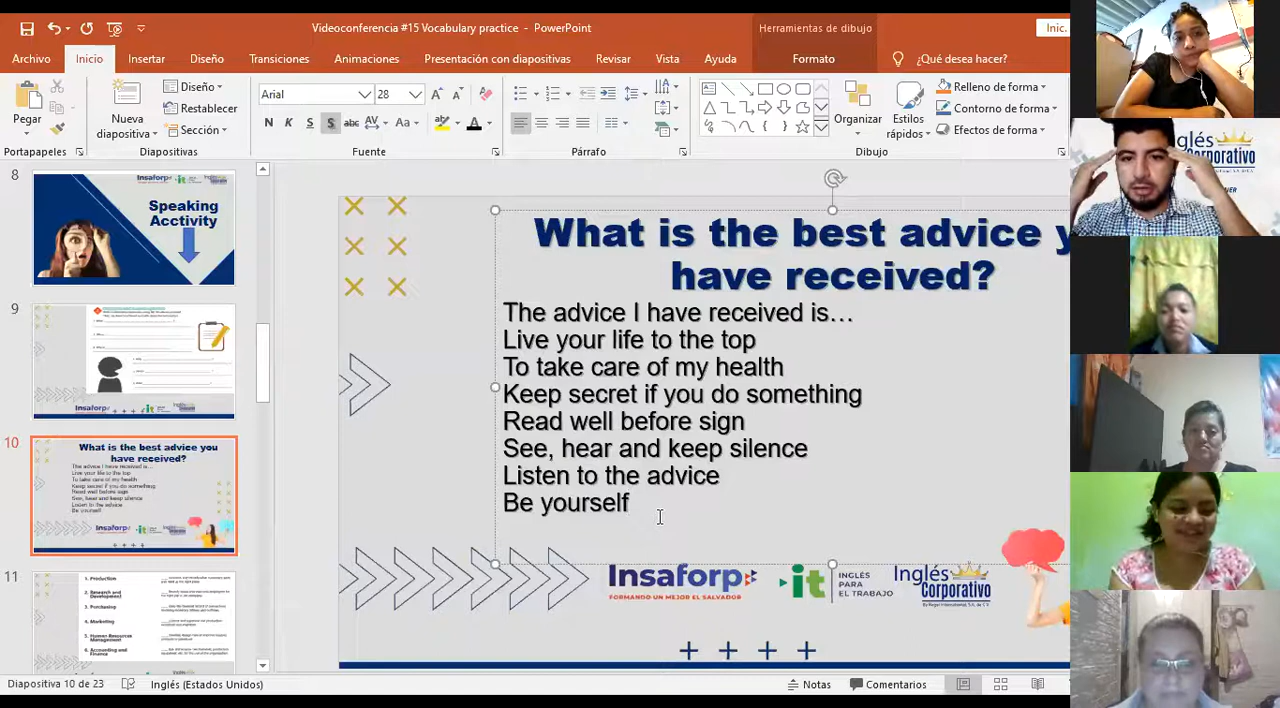 Videoconferencia #15 Vocabulary practice - PowerPoint
Herramientas de dibujo
Inic.
Archivo
Inicio
Insertar
Diseño
Transiciones
Animaciones
Presentación con diapositivas
Revisar
Vista
Ayuda
Formato
¿Qué desea hacer?
Pegar
Nueva
diapositiva
Diseño
Restablecer
Sección
Arial
28
N
K
S
S
abc
AV
Aa
A
Organizar
Estilos
rápidos
Relleno de forma
Contorno de forma
Efectos de forma
Portapapeles
Diapositivas
Fuente
Párrafo
Dibujo
8
Insaforp
Speaking
Acctivity
9
Insaforp
10
What is the best advice you
have received?
The advice I have received is...
Live your life to the top
To take care of my health
Keep secret if you do something
Read well before sign
See, hear and keep silence
Listen to the advice
Be yourself
Insaforp
11
1. Production
2. Research and
Development
3. Purchasing
4. Marketing
5. Human Resources
Management
6. Accounting and
Finance
What is the best advice y
have received?
The advice I have received is...
Live your life to the top
To take care of my health
Keep secret if you do something
Read well before sign
See, hear and keep silence
Listen to the advice
Be yourself
Insaforp
FORMANDO UN MEJOR EL SALVADOR
it
INGLÉS
PARA
EL TRABAJO
Inglés
Corporativo
Diapositiva 10 de 23
Inglés (Estados Unidos)
Notas
Comentarios
glés
orporativo